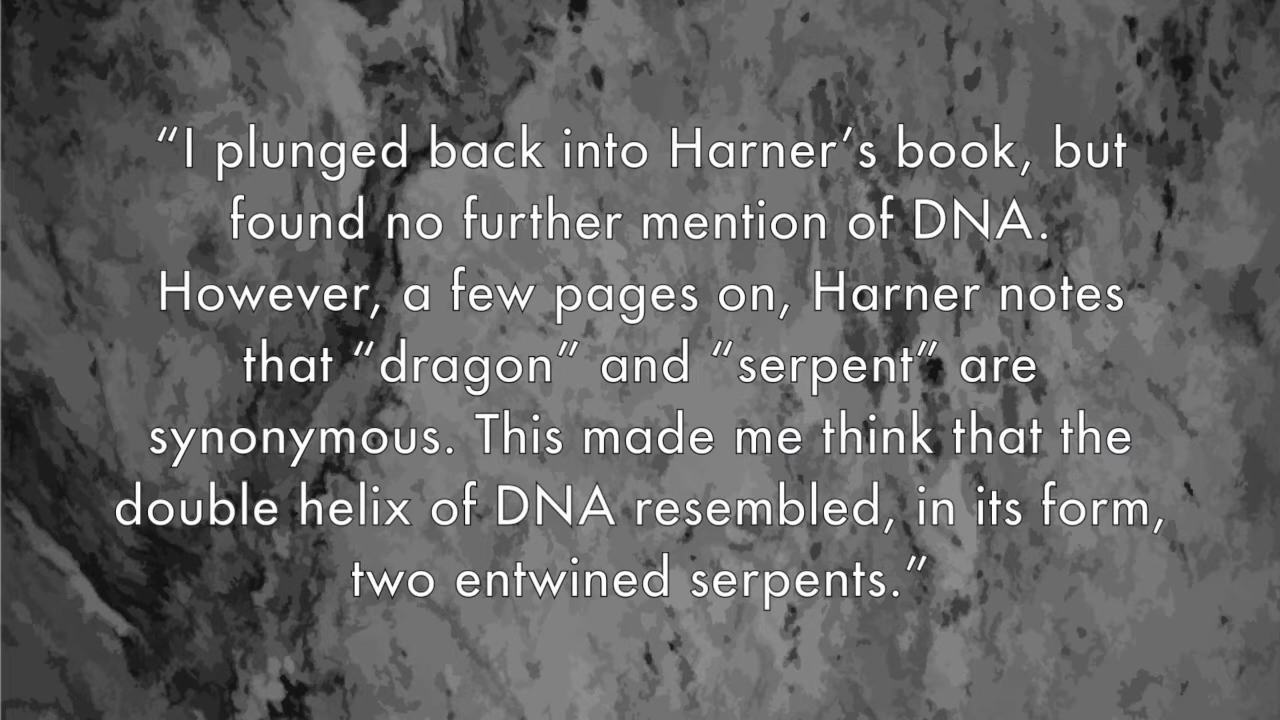 “I plunged back into Harner’s book, but
found no further mention of DNA.
However, a few pages on, Harner notes
that “dragon” and “serpent” are
synonymous. This made me think that the
double helix of DNA resembled, in its form,
two entwined serpents.”